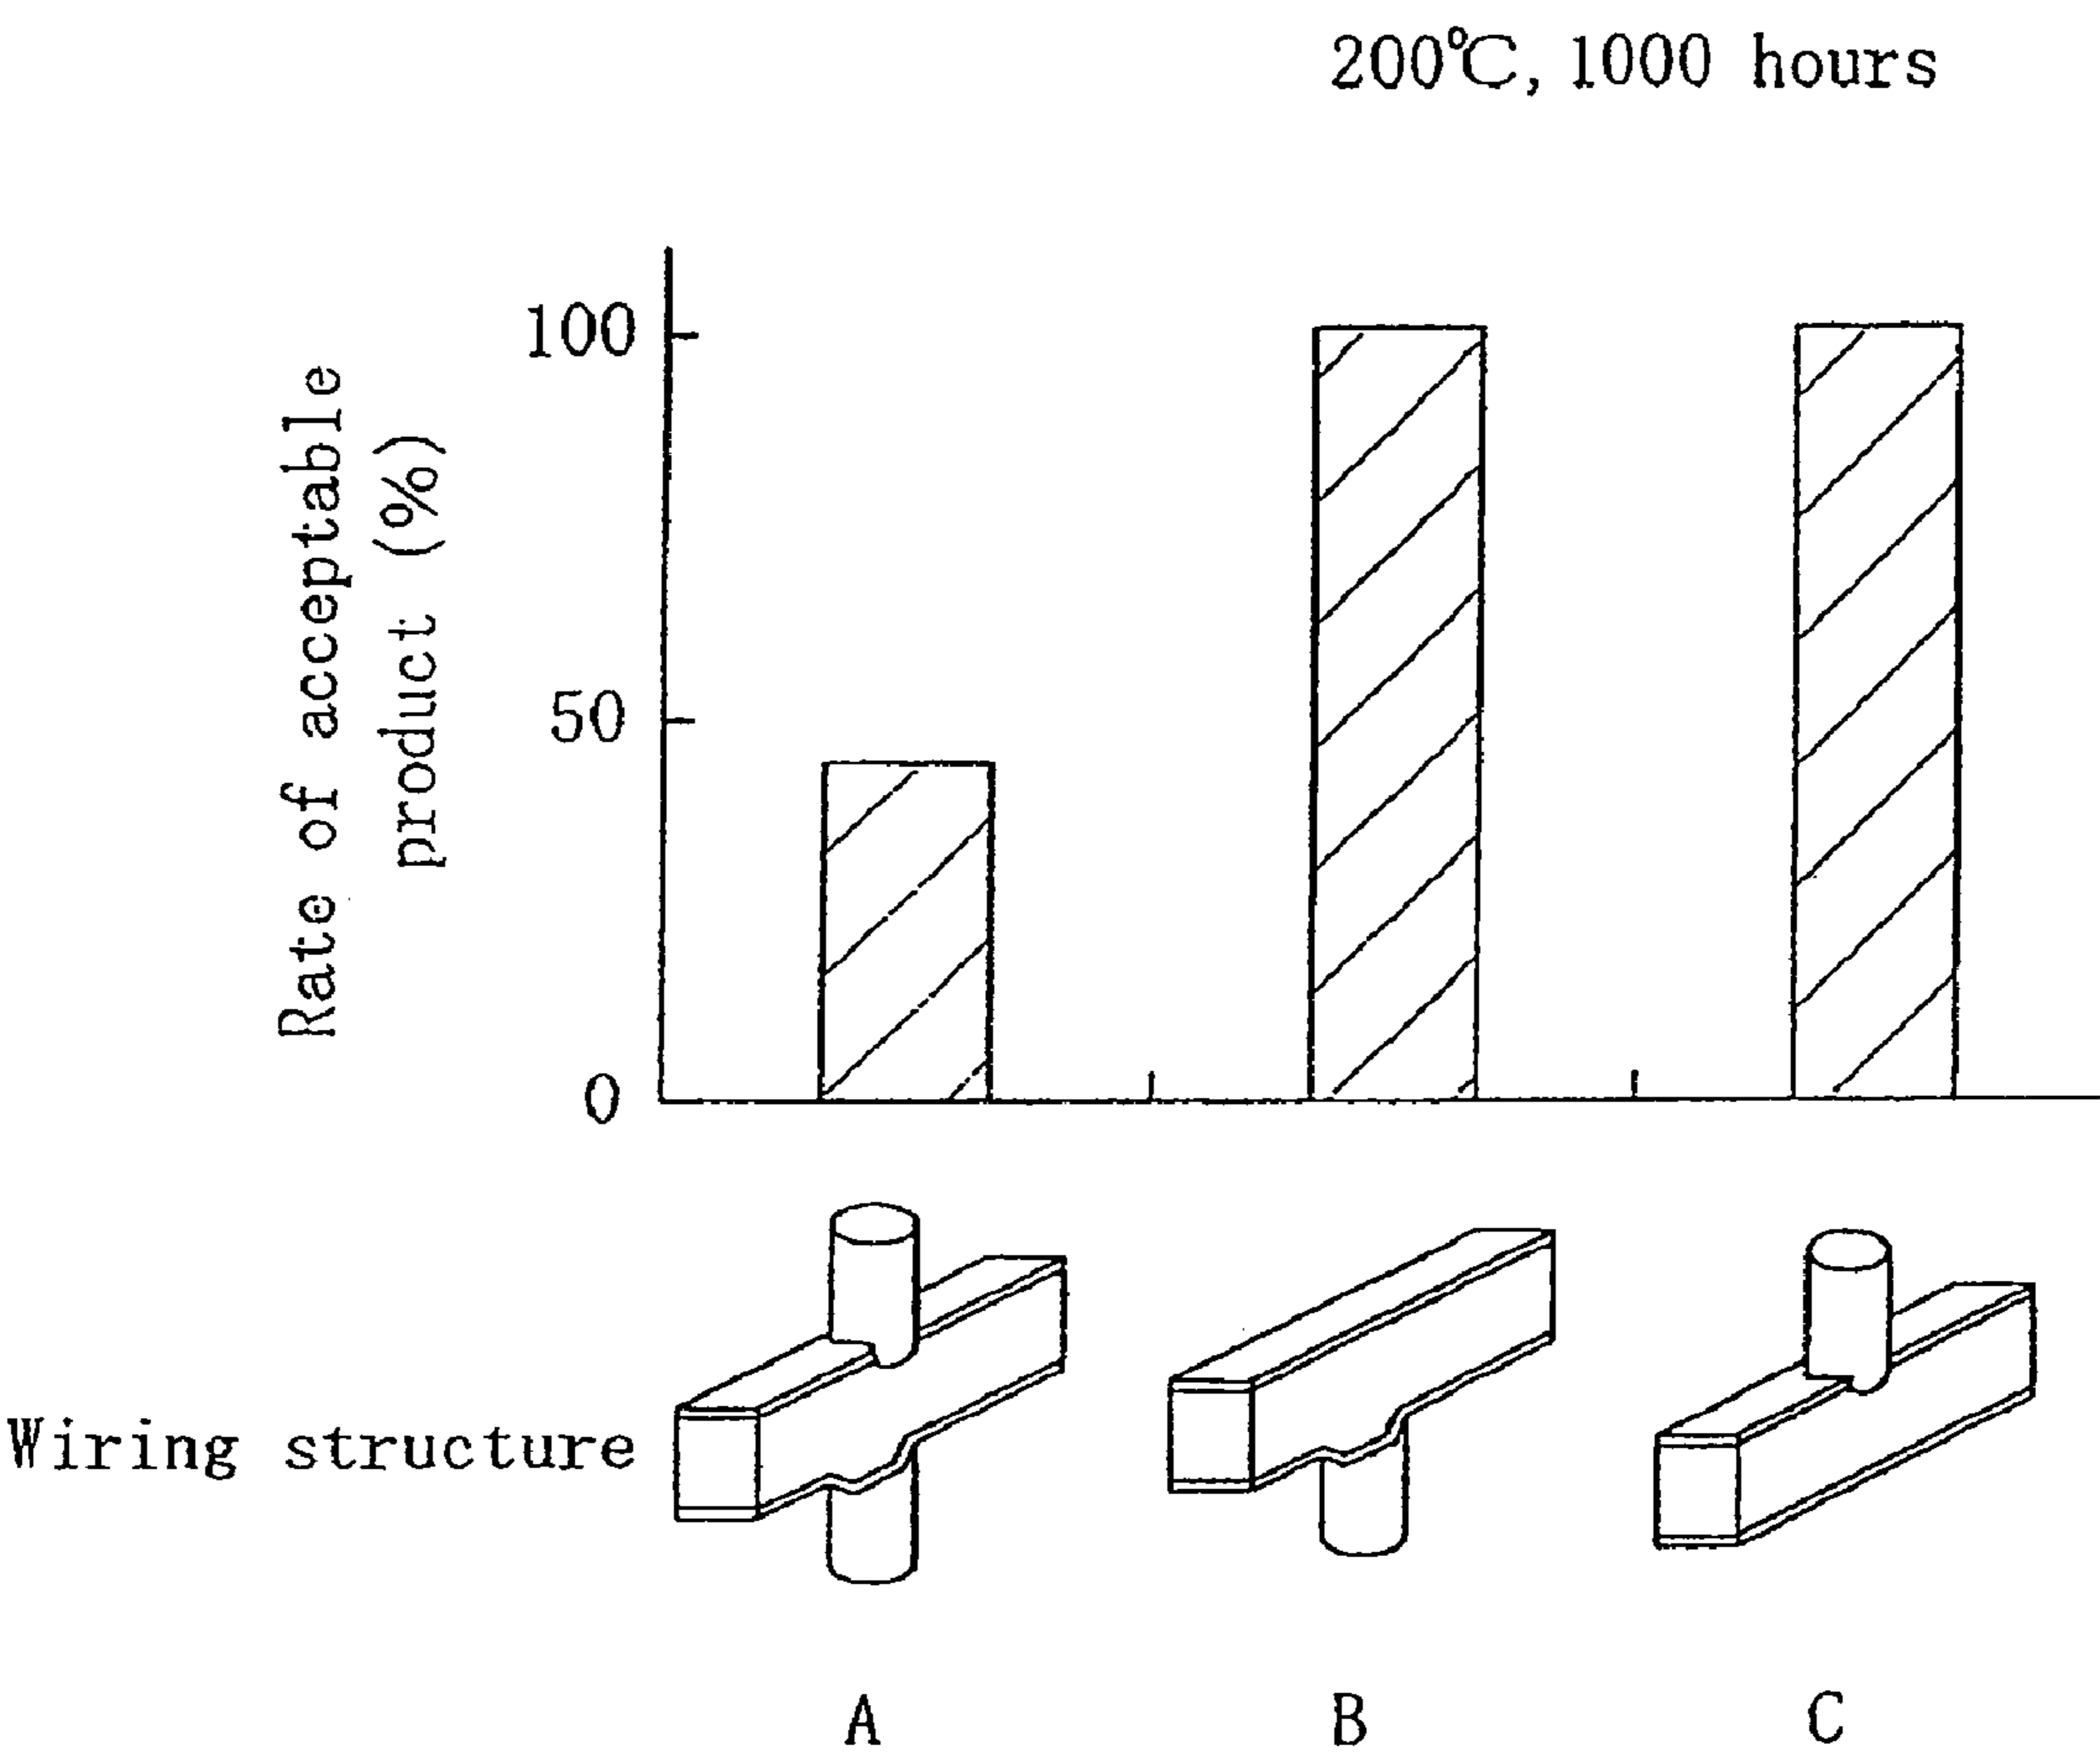 200℃, 1000 hours
Rate of acceptable
product (%)
100
50
0
Wiring structure
A
B
C